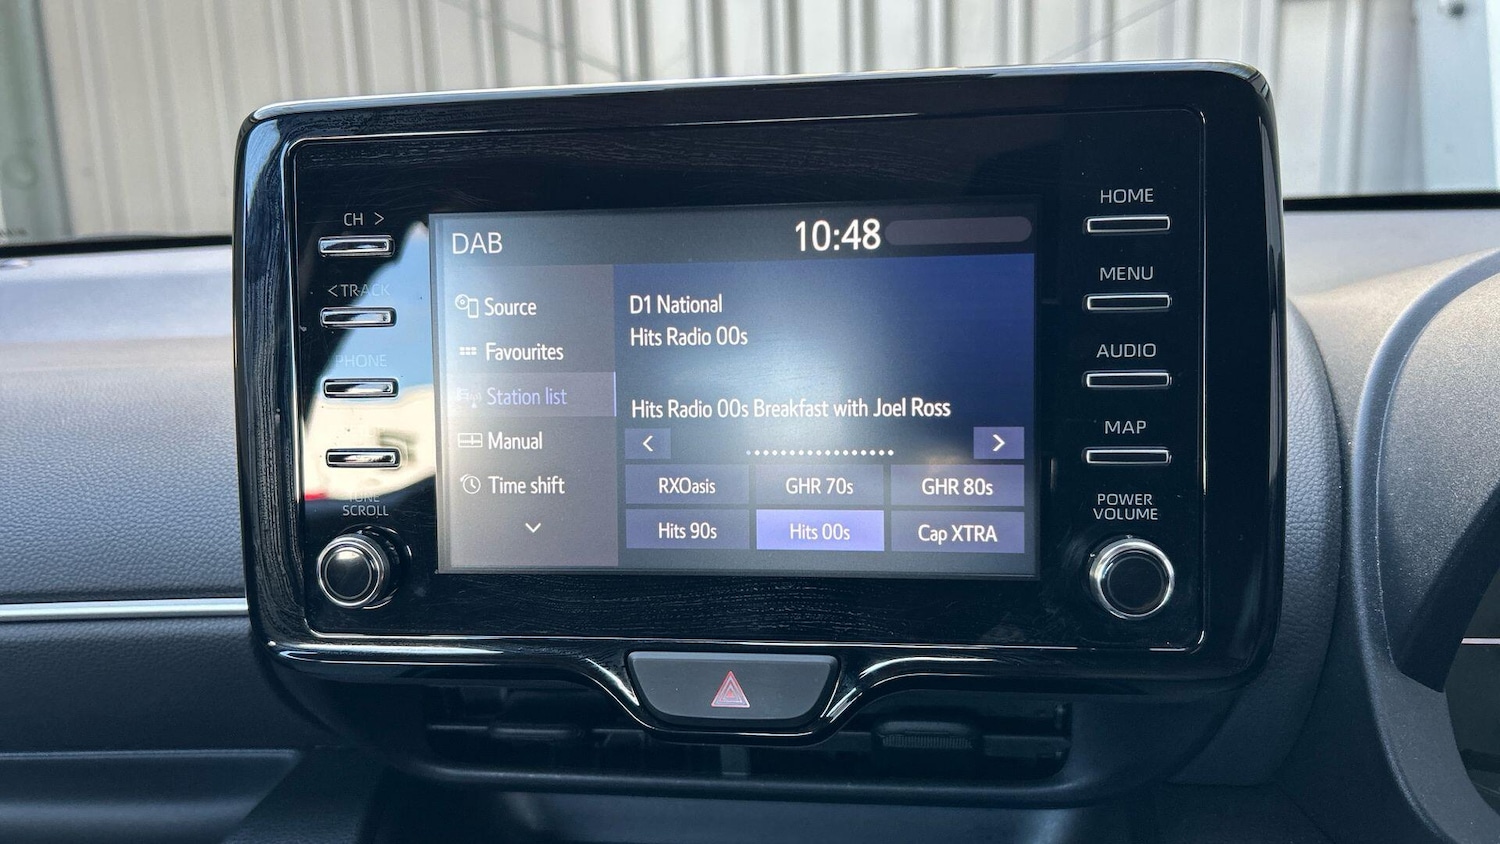 CH >
<TRACK
PHONE
TUNE
SCROLL
DAB
10:48
Source
Favourites
Station list
Manual
Time shift
D1 National
Hits Radio 00s
Hits Radio 00s Breakfast with Joel Ross
< >
RXOasis GHR 70s GHR 80s
Hits 90s Hits 00s Cap XTRA
HOME
MENU
AUDIO
MAP
POWER
VOLUME